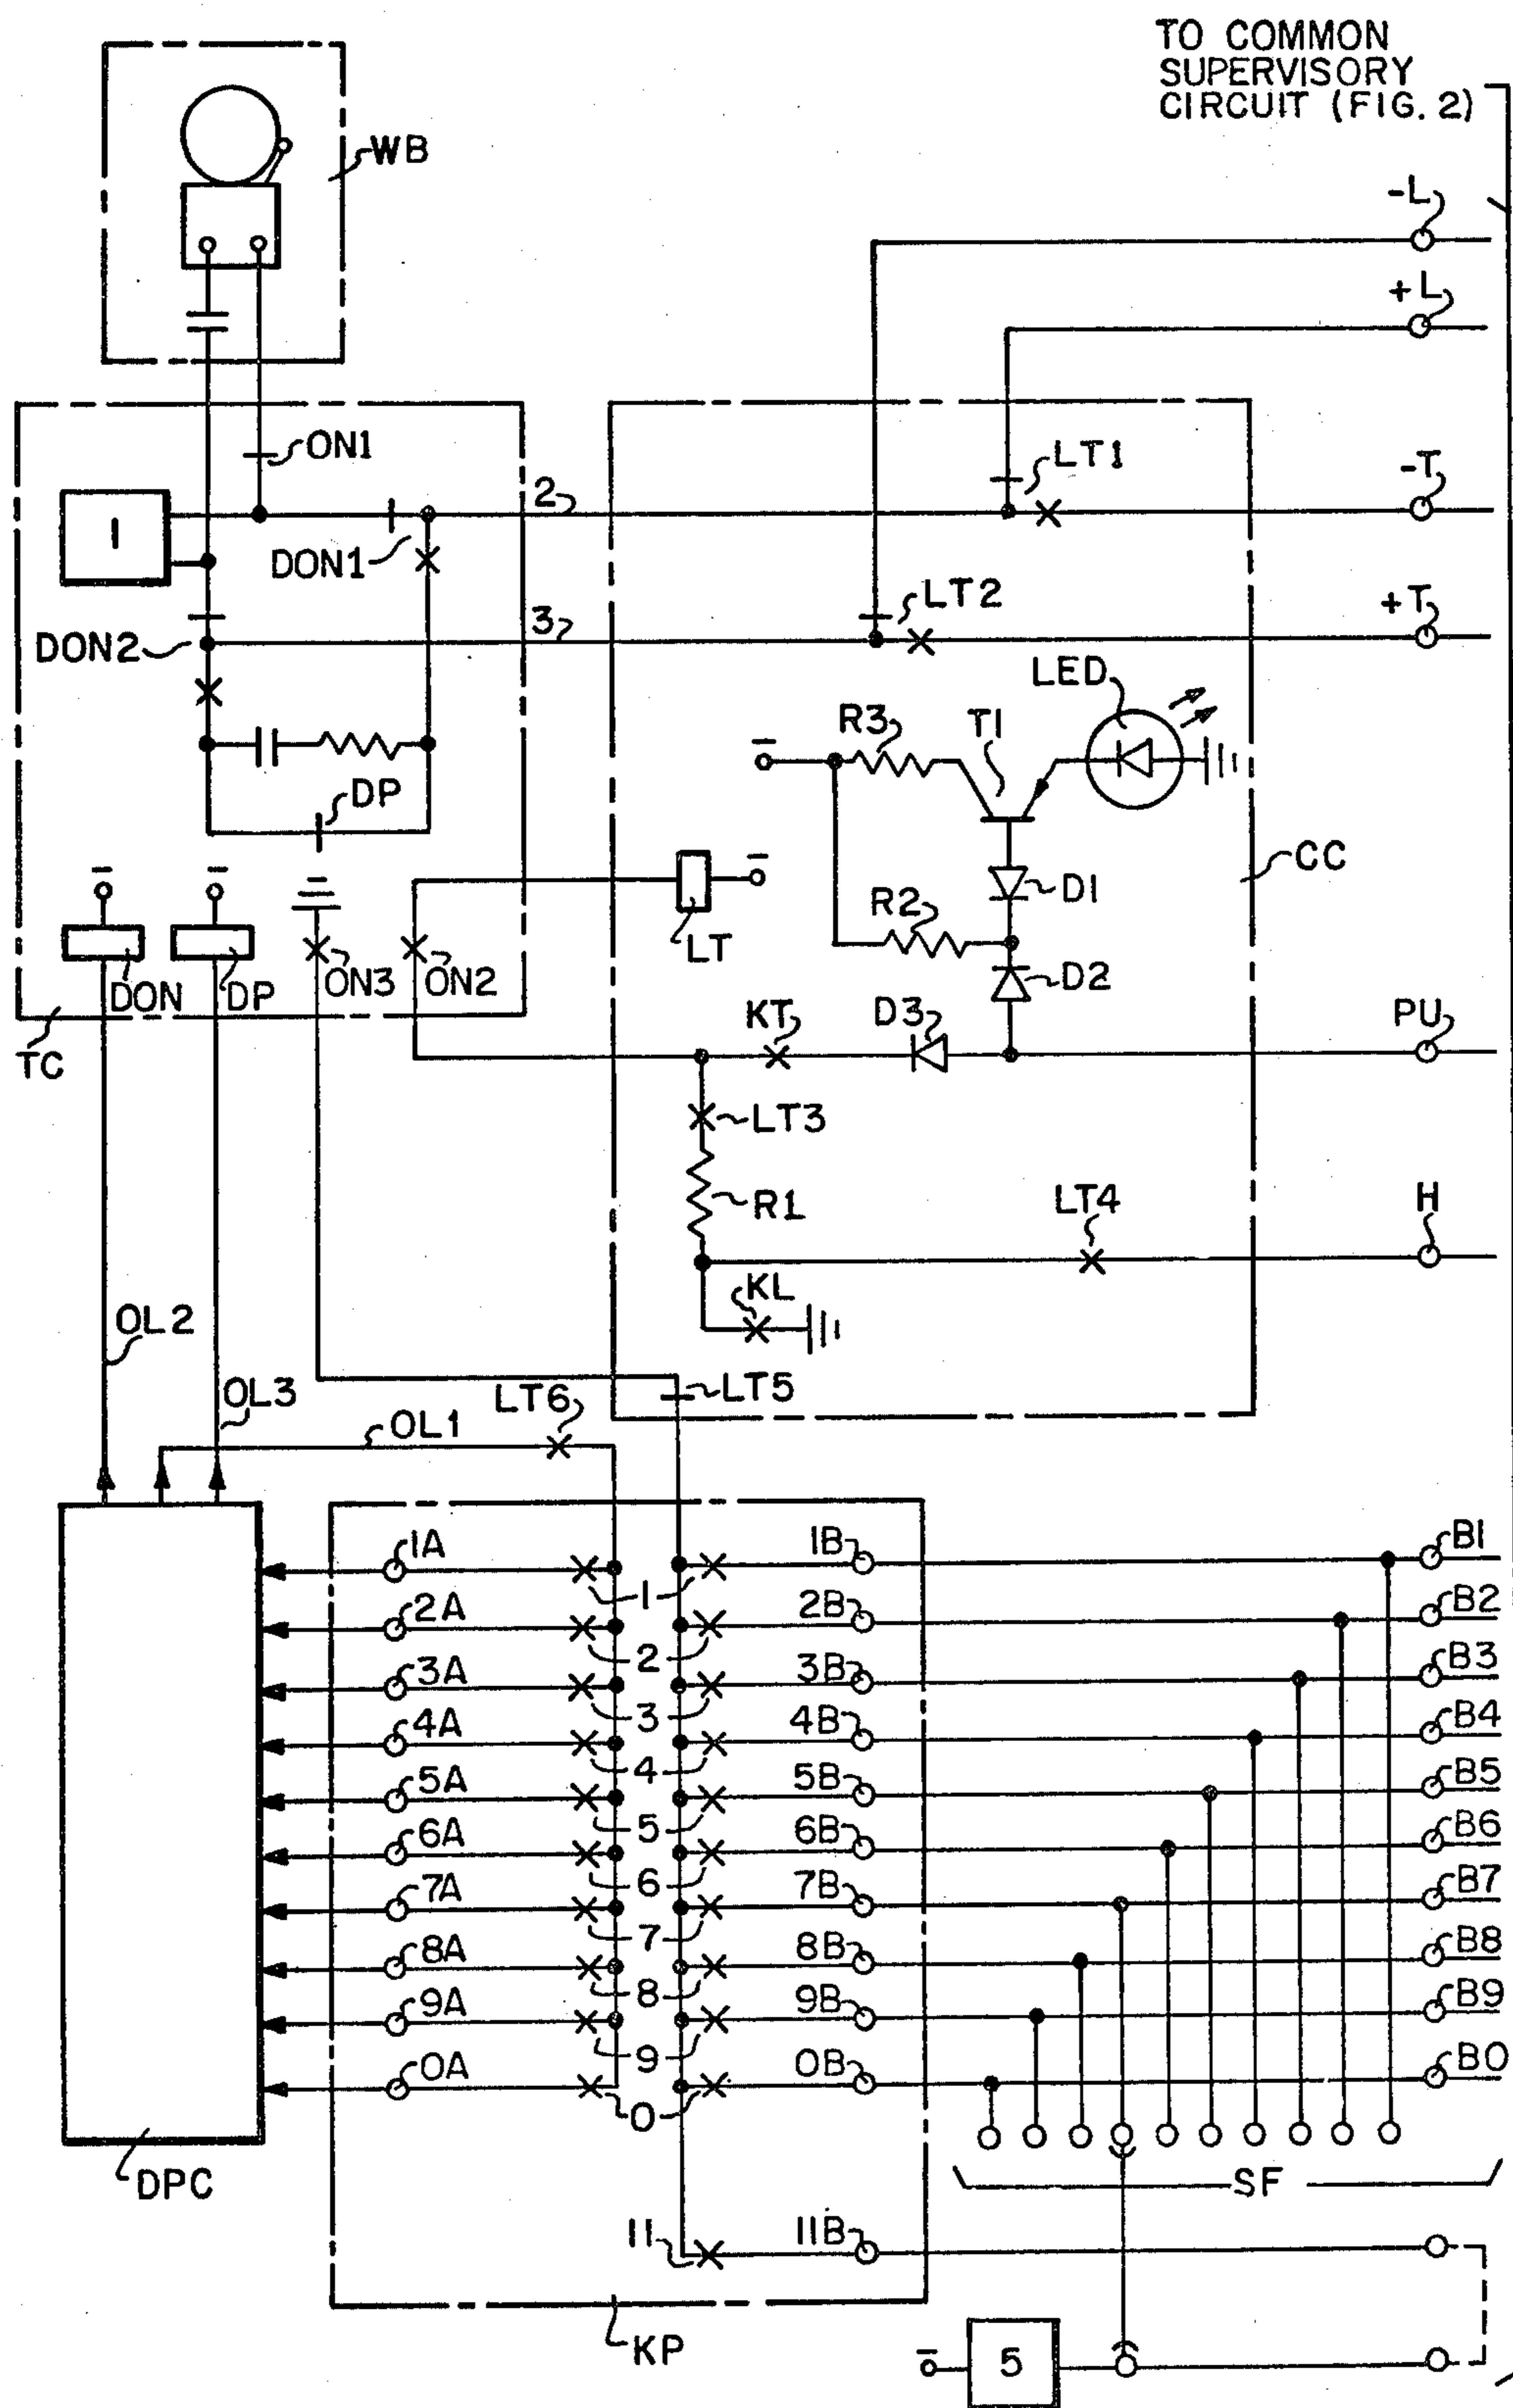 TO COMMON
SUPERVISORY
CIRCUIT (FIG. 2)
WB
-L
+L
ON1
LT1
-T
2
1
DON1
LT2
+T
3
DON2
LED
R3
T1
DP
CC
D1
R2
LT
DON
DP
ON3
ON2
D2
KT
D3
PU
TC
LT3
R1
LT4
H
KL
OL2
OL3
LT5
LT6
OL1
1A
1
1B
B1
2A
2
2B
B2
3A
3
3B
B3
4A
4
4B
B4
5A
5
5B
B5
6A
6
6B
B6
7A
7
7B
B7
8A
8
8B
B8
9A
9
9B
B9
0A
0
0B
B0
DPC
SF
11
11B
KP
5